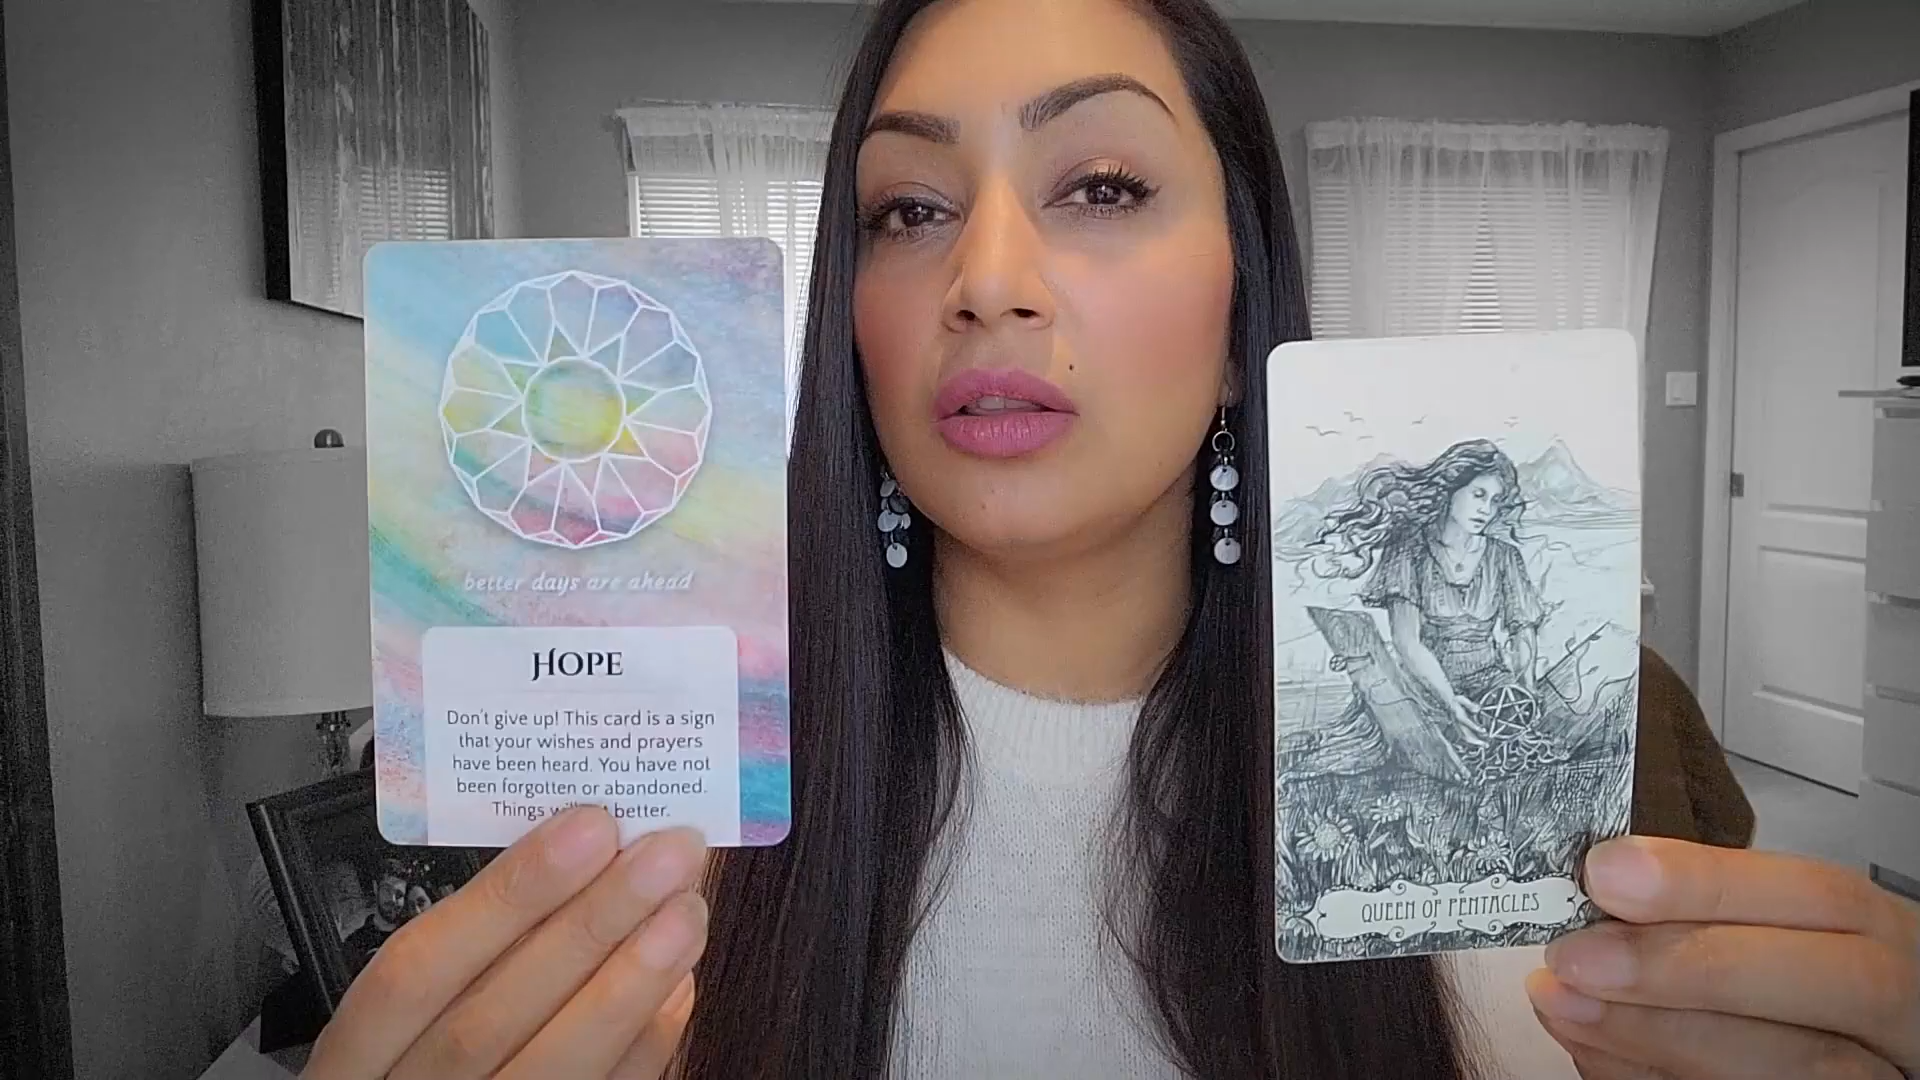 better days are ahead
HOPE
Don't give up! This card is a sign
that your wishes and prayers
have been heard. You have not
been forgotten or abandoned.
Things better.
QUEEN OF PENTACLES